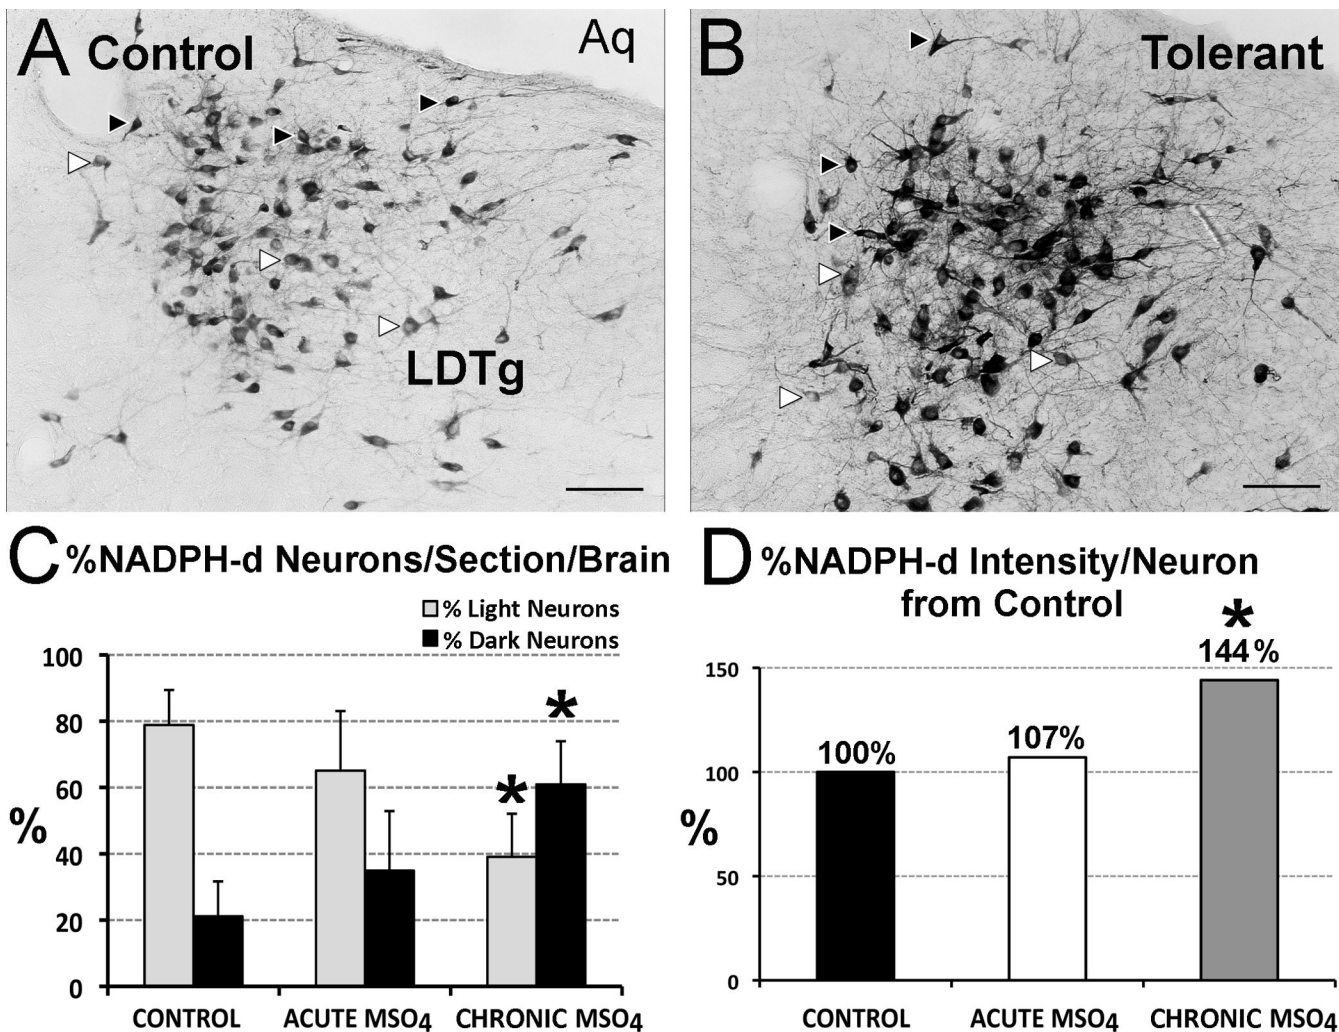 A Control Aq
LDTg
B Tolerant
C %NADPH-d Neurons/Section/Brain
% Light Neurons
% Dark Neurons
100
80
60
40
20
0
%
* *
CONTROL ACUTE MSO4 CHRONIC MSO4
D %NADPH-d Intensity/Neuron
from Control
*
100% 107% 144%
150
100
50
0
%
CONTROL ACUTE MSO4 CHRONIC MSO4